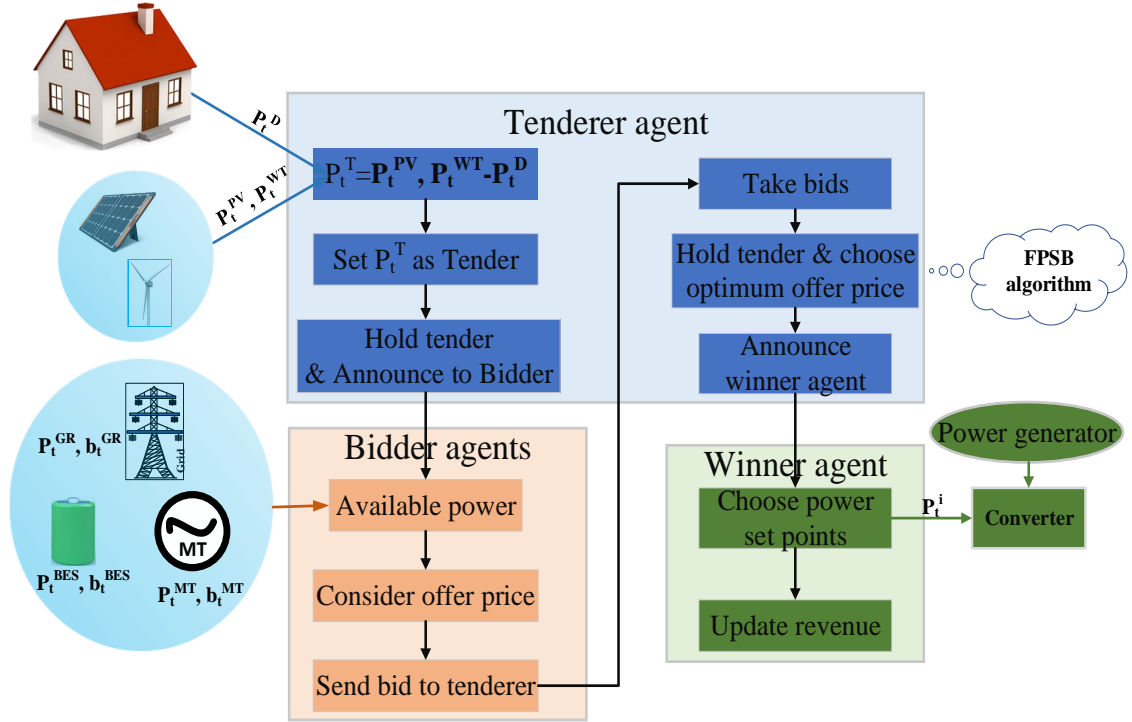 P_t^D
P_t^PV, P_t^WT
Tenderer agent
P_t^T=P_t^PV, P_t^WT-P_t^D
Set P_t^T as Tender
Hold tender
& Announce to Bidder
Take bids
Hold tender & choose
optimum offer price
Announce
winner agent
FPSB
algorithm
P_t^GR, b_t^GR
Grid
MT
P_t^BES, b_t^BES
P_t^MT, b_t^MT
Bidder agents
Available power
Consider offer price
Send bid to tenderer
Winner agent
Choose power
set points
Update revenue
P_t^i
Power generator
Converter